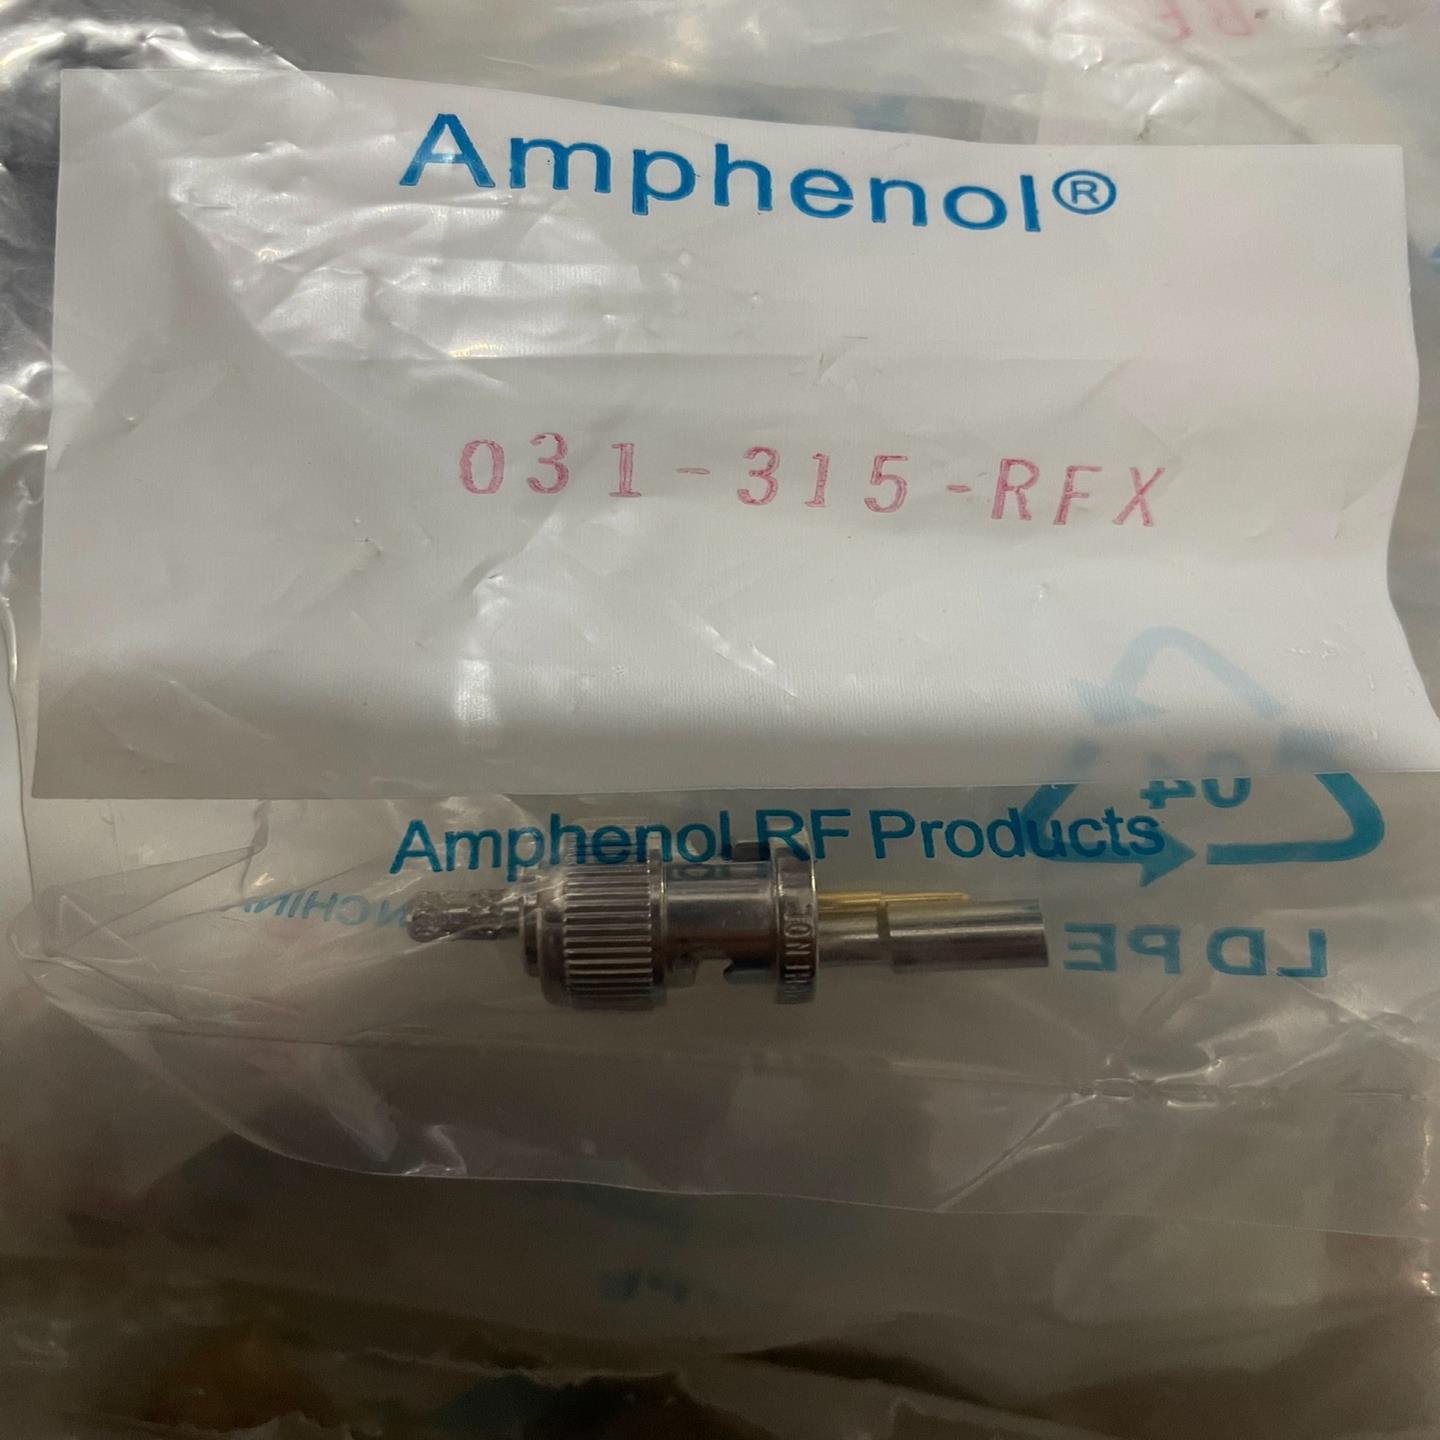 Amphenol®
031-315-RFX
04
Amphenol RF Products
LDPE